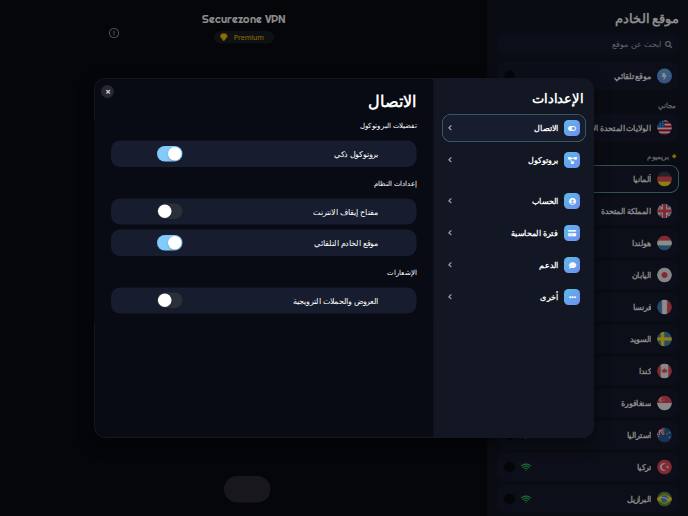 Securezone VPN
Premium
موقع الخادم
ابحث عن موقع
موقع تلقائي
مجاني
الولايات المتحدة
بريميوم
ألمانيا
المملكة المتحدة
هولندا
اليابان
فرنسا
السويد
كندا
سنغافورة
استراليا
تركيا
البرازيل
الإعدادات
الاتصال
بروتوكول
الحساب
فترة المحاسبة
الدعم
أخرى
الاتصال
تفضيلات البروتوكول
بروتوكول ذكي
إعدادات النظام
مفتاح إيقاف الانترنت
موقع الخادم التلقائي
الإشعارات
العروض والحملات الترويجية